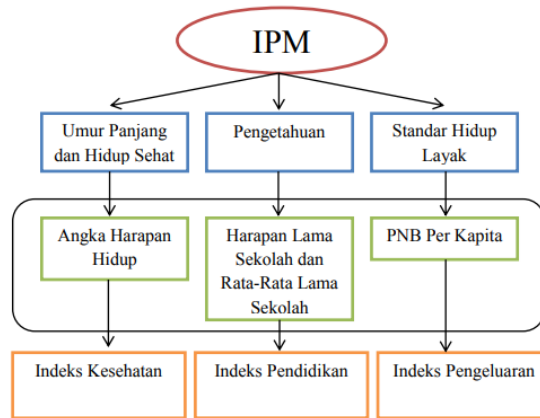 IPM
Umur Panjang
dan Hidup Sehat
Pengetahuan
Standar Hidup
Layak
Angka Harapan
Hidup
Harapan Lama
Sekolah dan
Rata-Rata Lama
Sekolah
PNB Per Kapita
Indeks Kesehatan
Indeks Pendidikan
Indeks Pengeluaran